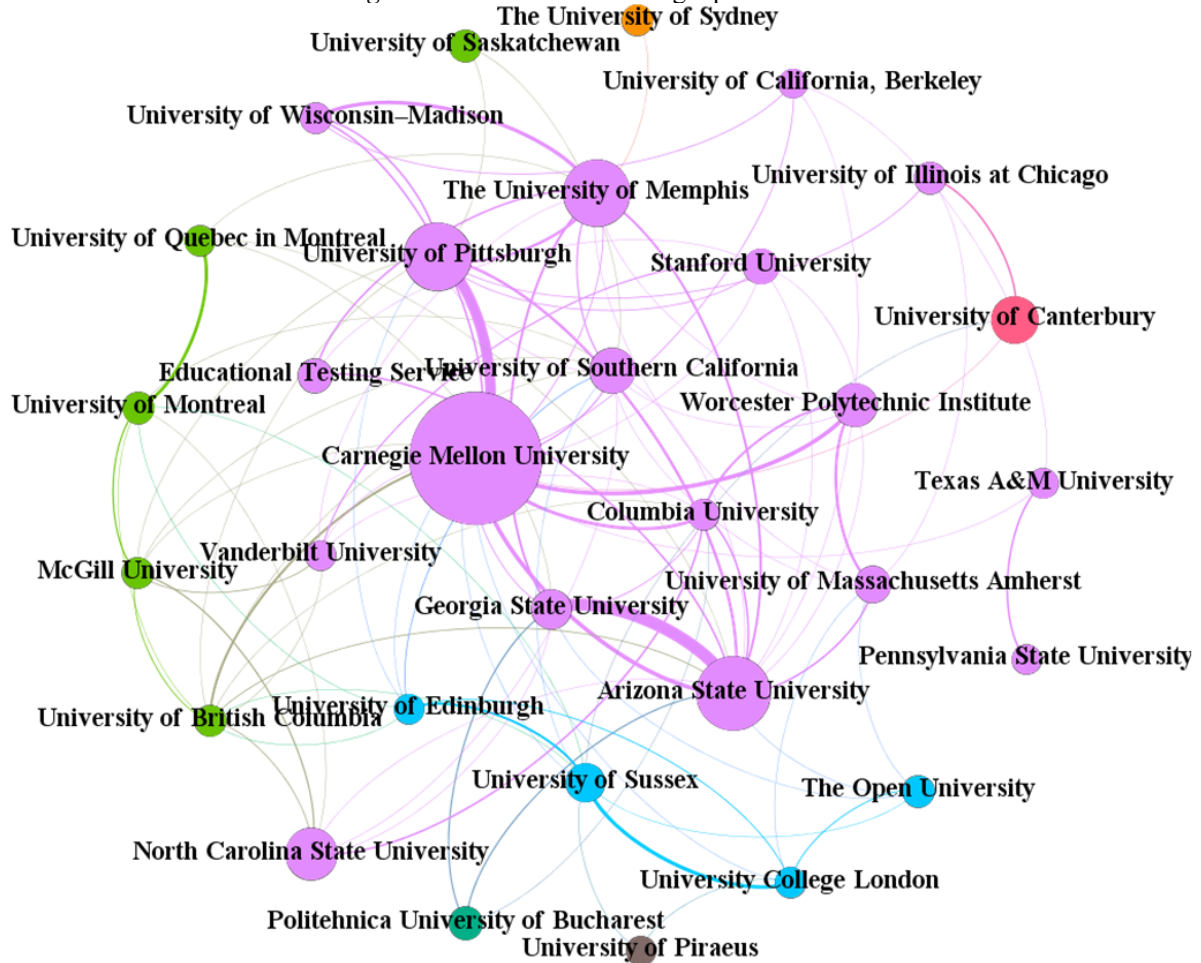 The University of Sydney
University of Saskatchewan
University of California, Berkeley
University of Wisconsin–Madison
University of Illinois at Chicago
The University of Memphis
University of Quebec in Montreal
University of Pittsburgh
Stanford University
University of Canterbury
University of Southern California
Educational Testing Service
Worcester Polytechnic Institute
University of Montreal
Carnegie Mellon University
Texas A&M University
Columbia University
Vanderbilt University
McGill University
University of Massachusetts Amherst
Georgia State University
Pennsylvania State University
Arizona State University
University of Edinburgh
University of British Columbia
University of Sussex
The Open University
North Carolina State University
University College London
Politehnica University of Bucharest
University of Piraeus